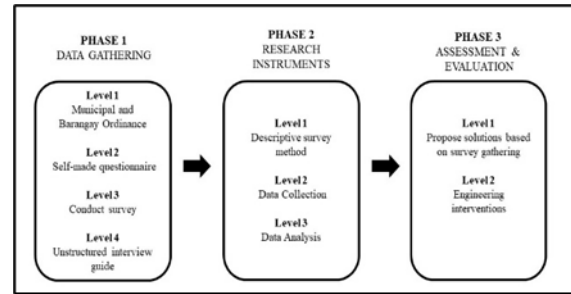 PHASE 1
DATA GATHERING
Level 1
Municipal and
Barangay Ordinance
Level 2
Self-made questionnaire
Level 3
Conduct survey
Level 4
Unstructured interview
guide
PHASE 2
RESEARCH
INSTRUMENTS
Level 1
Descriptive survey
method
Level 2
Data Collection
Level 3
Data Analysis
PHASE 3
ASSESSMENT &
EVALUATION
Level 1
Propose solutions based
on survey gathering
Level 2
Engineering
interventions